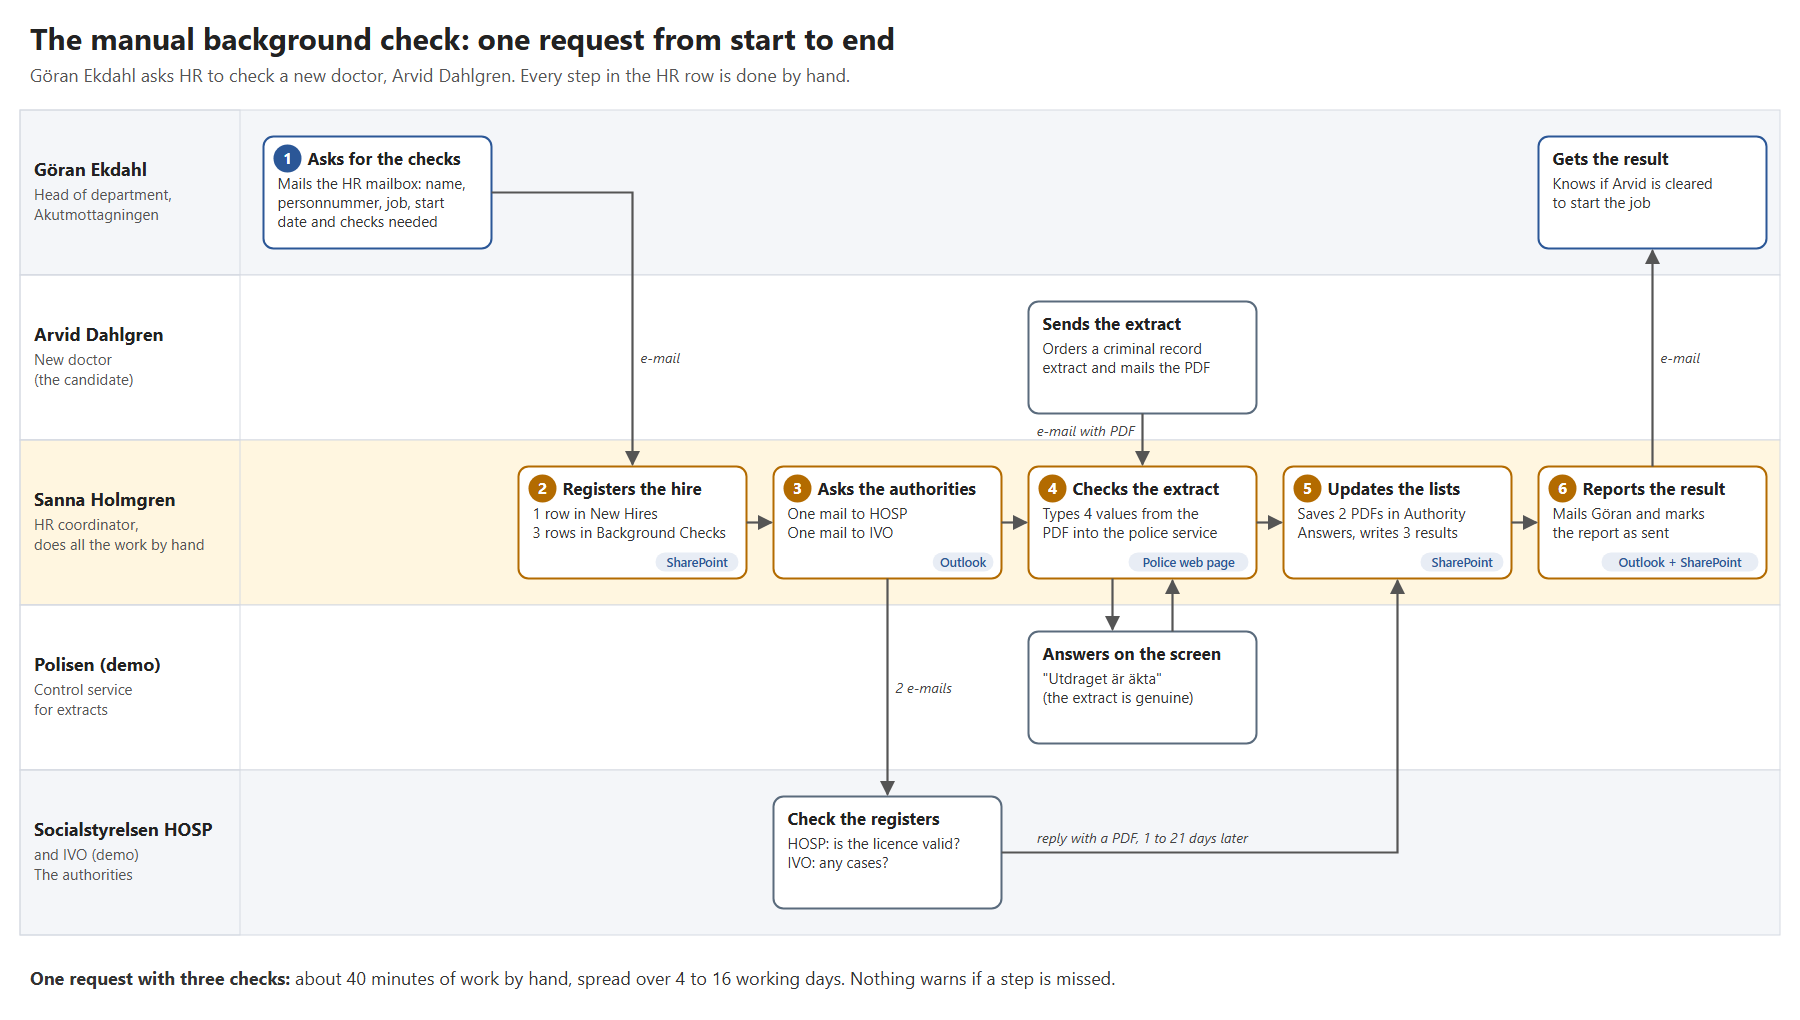 The manual background check: one request from start to end
Göran Ekdahl asks HR to check a new doctor, Arvid Dahlgren. Every step in the HR row is done by hand.
Göran Ekdahl
Head of department,
Akutmottagningen
1 Asks for the checks
Mails the HR mailbox: name,
personnummer, job, start
date and checks needed
Gets the result
Knows if Arvid is cleared
to start the job
Arvid Dahlgren
New doctor
(the candidate)
e-mail
Sends the extract
Orders a criminal record
extract and mails the PDF
e-mail
e-mail with PDF
Sanna Holmgren
HR coordinator,
does all the work by hand
2 Registers the hire
1 row in New Hires
3 rows in Background Checks
SharePoint
3 Asks the authorities
One mail to HOSP
One mail to IVO
Outlook
4 Checks the extract
Types 4 values from the
PDF into the police service
Police web page
5 Updates the lists
Saves 2 PDFs in Authority
Answers, writes 3 results
SharePoint
6 Reports the result
Mails Göran and marks
the report as sent
Outlook + SharePoint
Polisen (demo)
Control service
for extracts
2 e-mails
Answers on the screen
"Utdraget är äkta"
(the extract is genuine)
Socialstyrelsen HOSP
and IVO (demo)
The authorities
Check the registers
HOSP: is the licence valid?
IVO: any cases?
reply with a PDF, 1 to 21 days later
One request with three checks: about 40 minutes of work by hand, spread over 4 to 16 working days. Nothing warns if a step is missed.